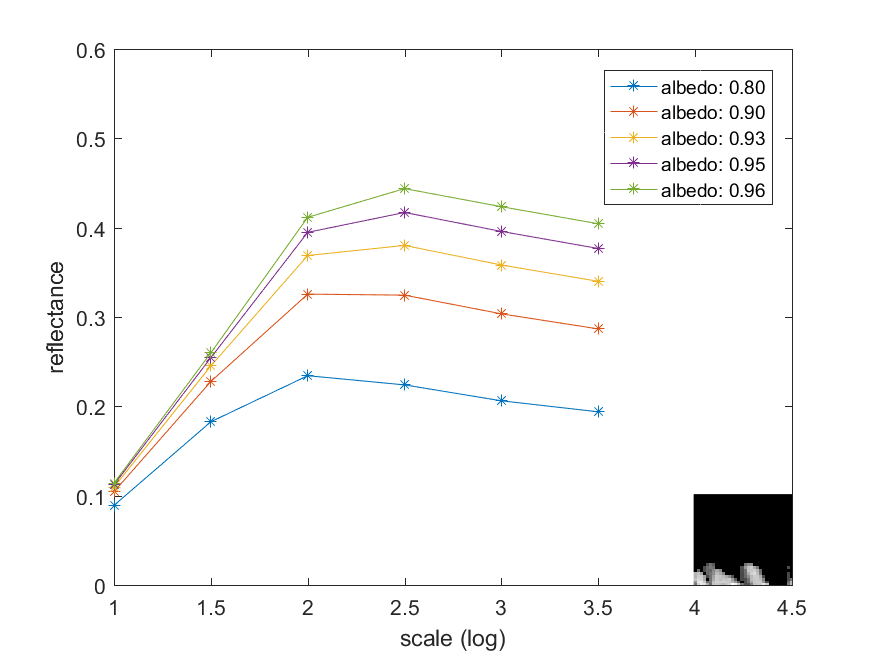 0.6
0.5
0.4
0.3
0.2
0.1
0
reflectance
albedo: 0.80
albedo: 0.90
albedo: 0.93
albedo: 0.95
albedo: 0.96
1 1.5 2 2.5 3 3.5 4 4.5
scale (log)